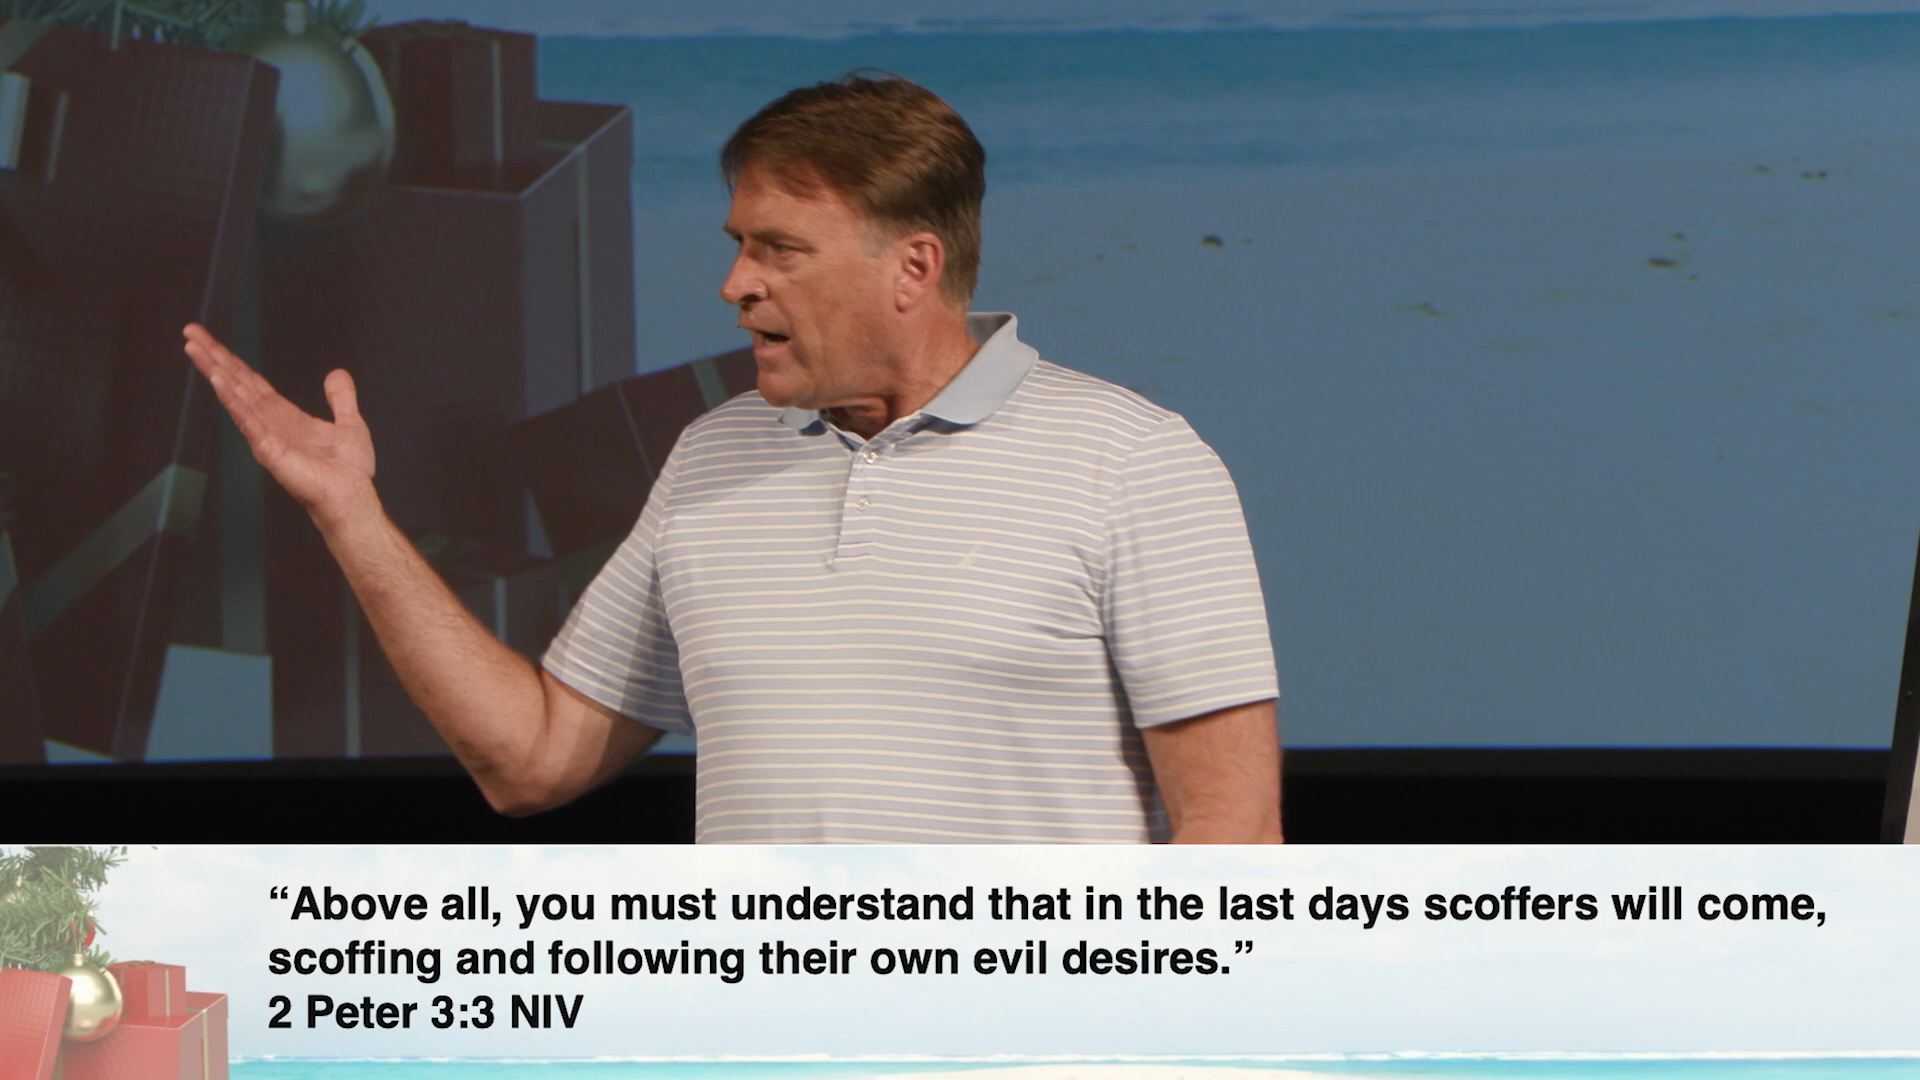 “Above all, you must understand that in the last days scoffers will come,
scoffing and following their own evil desires.”
2 Peter 3:3 NIV